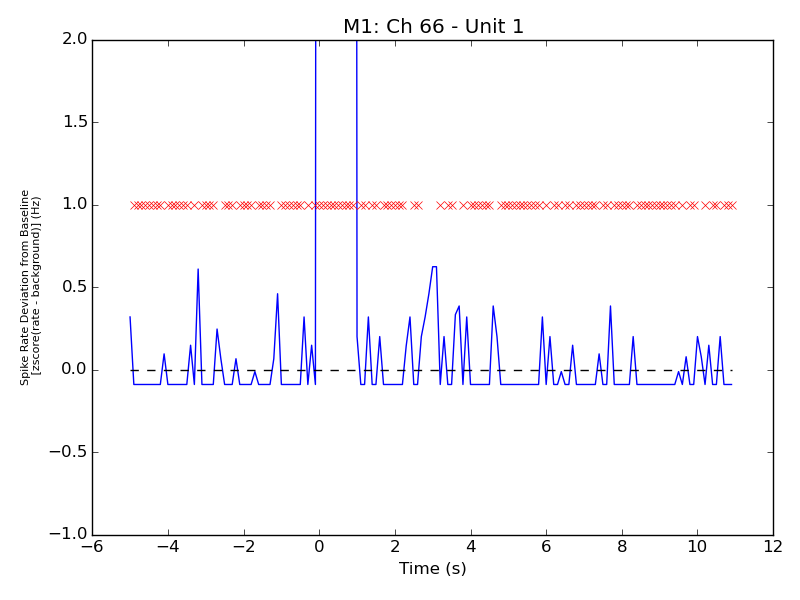 M1: Ch 66 - Unit 1
2.0
1.5
1.0
0.5
0.0
−0.5
−1.0
Spike Rate Deviation from Baseline
[zscore(rate - background)] (Hz)
−6 −4 −2 0 2 4 6 8 10 12
Time (s)